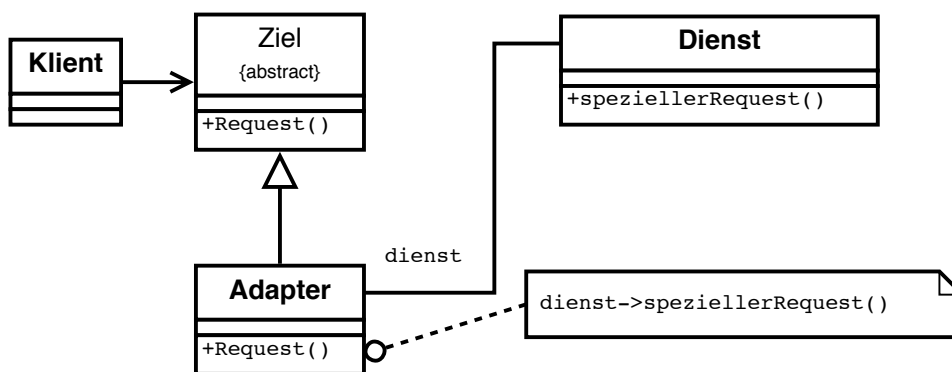 Klient
Ziel
{abstract}
+Request()
Dienst
+speziellerRequest()
dienst
Adapter
+Request()
dienst->speziellerRequest()